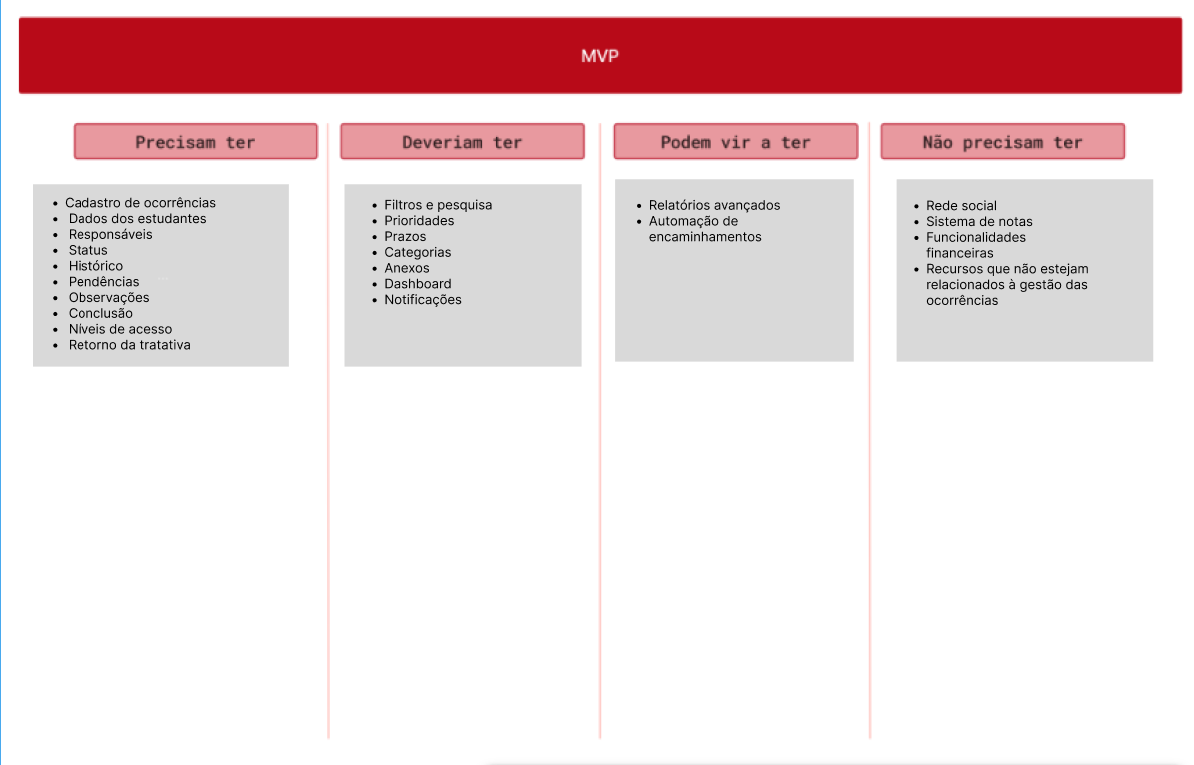 MVP
Precisam ter
Deveriam ter
Podem vir a ter
Não precisam ter
• Cadastro de ocorrências
• Dados dos estudantes
• Responsáveis
• Status
• Histórico
• Pendências
• Observações
• Conclusão
• Níveis de acesso
• Retorno da tratativa
• Filtros e pesquisa
• Prioridades
• Prazos
• Categorias
• Anexos
• Dashboard
• Notificações
• Relatórios avançados
• Automação de
encaminhamentos
• Rede social
• Sistema de notas
• Funcionalidades
financeiras
• Recursos que não estejam
relacionados à gestão das
ocorrências